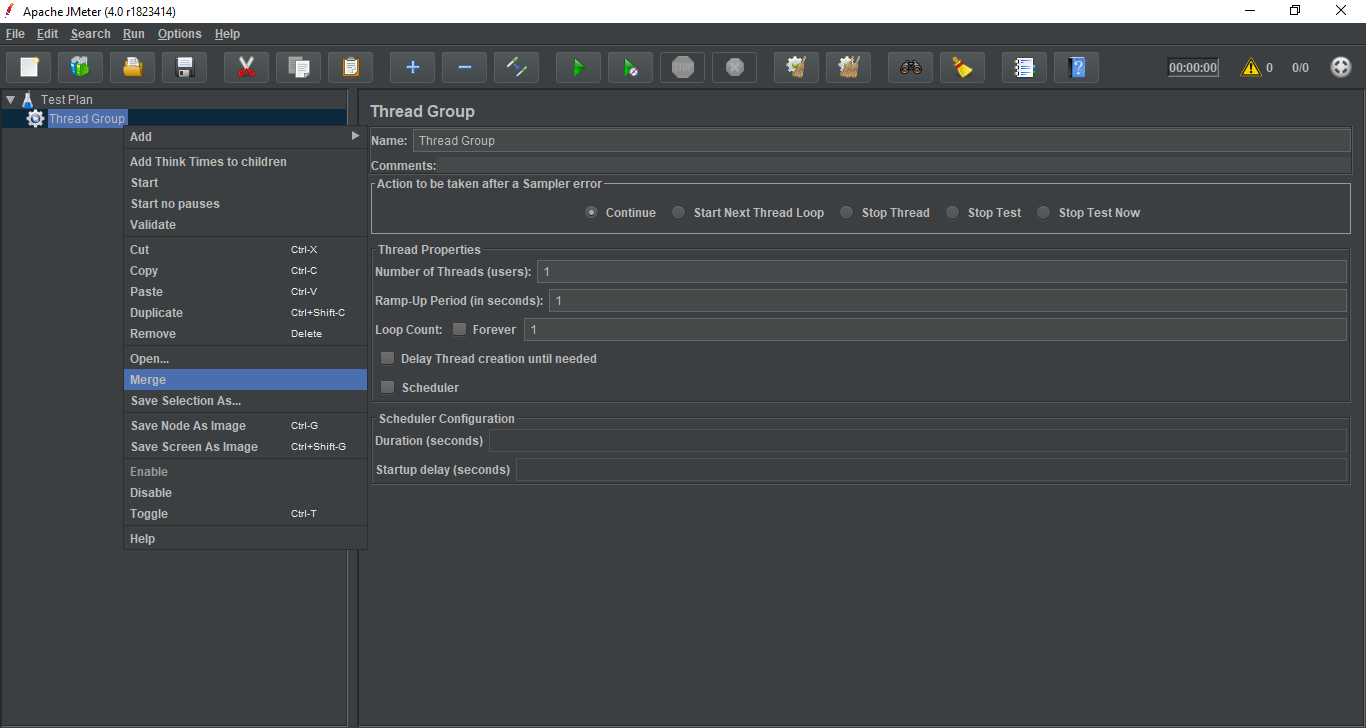 Apache JMeter (4.0 r1823414)
File Edit Search Run Options Help
STOP
00:00:00 0 0/0
Test Plan
Thread Group
Add
Add Think Times to children
Start
Start no pauses
Validate
Cut Ctrl-X
Copy Ctrl-C
Paste Ctrl-V
Duplicate Ctrl+Shift-C
Remove Delete
Open...
Merge
Save Selection As...
Save Node As Image Ctrl-G
Save Screen As Image Ctrl+Shift-G
Enable
Disable
Toggle Ctrl-T
Help
Thread Group
Name: Thread Group
Comments:
Action to be taken after a Sampler error
Continue Start Next Thread Loop Stop Thread Stop Test Stop Test Now
Thread Properties
Number of Threads (users): 1
Ramp-Up Period (in seconds): 1
Loop Count: Forever 1
Delay Thread creation until needed
Scheduler
Scheduler Configuration
Duration (seconds)
Startup delay (seconds)